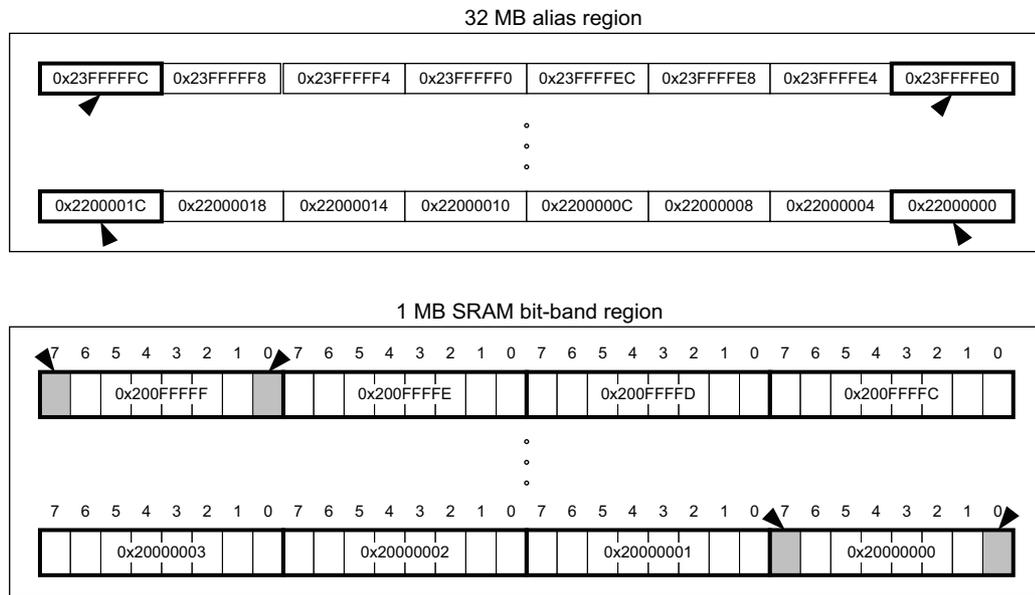 32 MB alias region
0x23FFFFFC 0x23FFFFF8 0x23FFFFF4 0x23FFFFF0 0x23FFFFEC 0x23FFFFE8 0x23FFFFE4 0x23FFFFE0
0x2200001C 0x22000018 0x22000014 0x22000010 0x2200000C 0x22000008 0x22000004 0x22000000
1 MB SRAM bit-band region
7 6 5 4 3 2 1 0 7 6 5 4 3 2 1 0 7 6 5 4 3 2 1 0 7 6 5 4 3 2 1 0
0x200FFFFF 0x200FFFFE 0x200FFFFD 0x200FFFFC
7 6 5 4 3 2 1 0 7 6 5 4 3 2 1 0 7 6 5 4 3 2 1 0 7 6 5 4 3 2 1 0
0x20000003 0x20000002 0x20000001 0x20000000